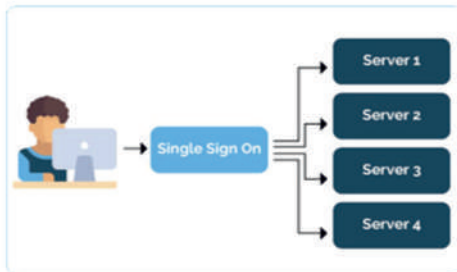 Single Sign On
Server 1
Server 2
Server 3
Server 4